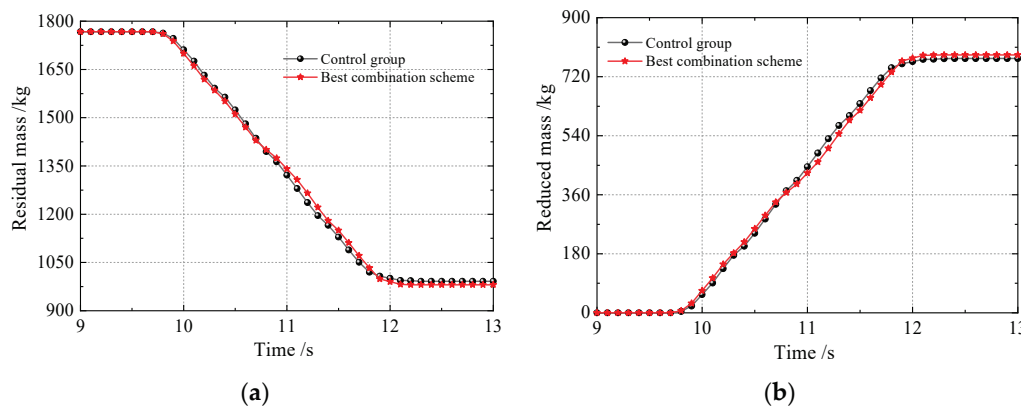 1800
1650
1500
1350
1200
1050
900
Residual mass /kg
Control group
Best combination scheme
9 10 11 12 13
Time /s
(a)
900
720
540
360
180
0
Reduced mass /kg
Control group
Best combination scheme
9 10 11 12 13
Time /s
(b)